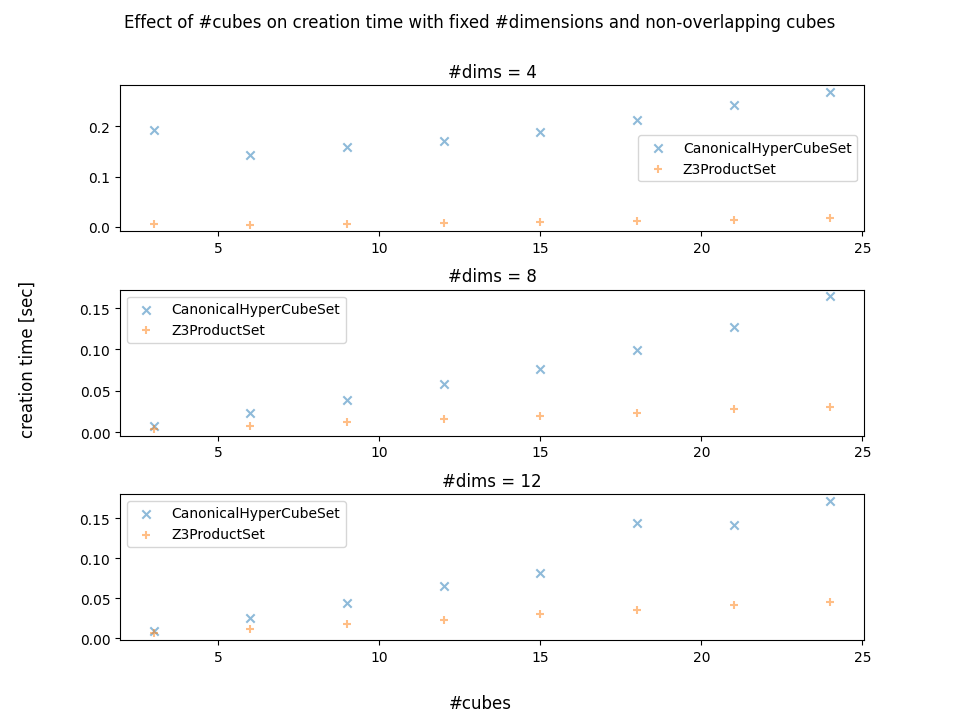 Effect of #cubes on creation time with fixed #dimensions and non-overlapping cubes
#dims = 4
0.2
0.1
0.0
CanonicalHyperCubeSet
Z3ProductSet
5 10 15 20 25
#dims = 8
0.15
0.10
0.05
0.00
CanonicalHyperCubeSet
Z3ProductSet
5 10 15 20 25
#dims = 12
0.15
0.10
0.05
0.00
CanonicalHyperCubeSet
Z3ProductSet
5 10 15 20 25
creation time [sec]
#cubes